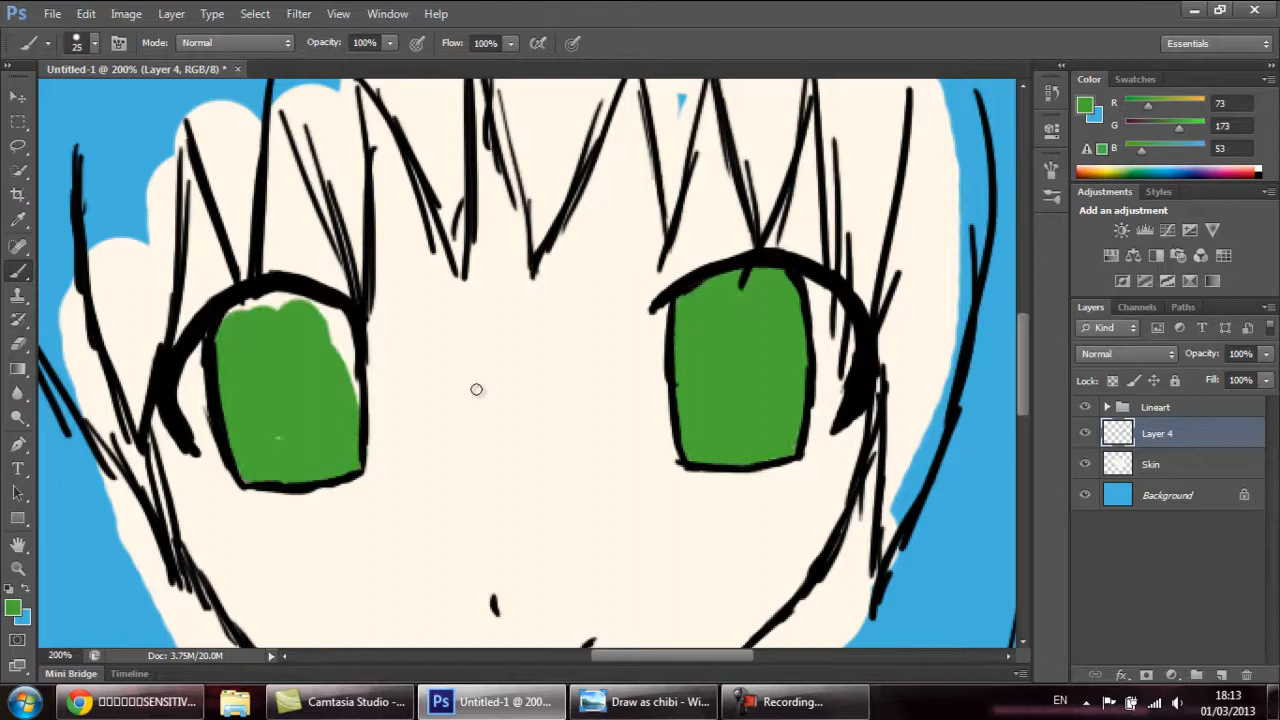 Ps File Edit Image Layer Type Select Filter View Window Help
25 Mode: Normal Opacity: 100% Flow: 100% Essentials
Untitled-1 @ 200% (Layer 4, RGB/8) * ×
Color Swatches
R 73
G 173
B 53
Adjustments Styles
Add an adjustment
Layers Channels Paths
Kind
Normal Opacity: 100%
Lock: Fill: 100%
Lineart
Layer 4
Skin
Background
200% Doc: 3.75M/20.0M
Mini Bridge Timeline
□□□□□□SENSITIV... Camtasia Studio -... Ps Untitled-1 @ 200... Draw as chibi - Wi... Recording... EN 18:13
01/03/2013